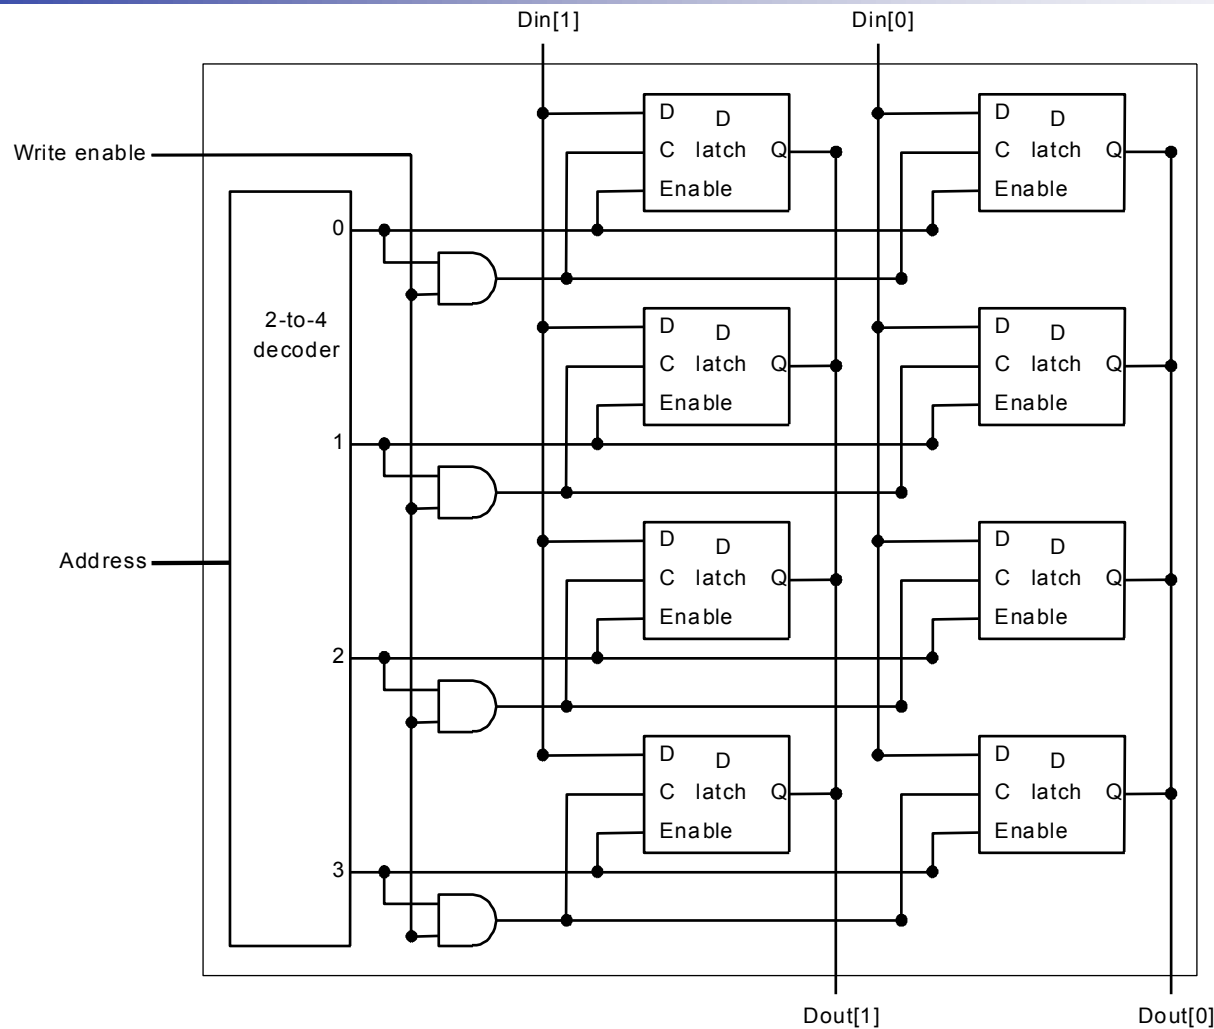 Din[1] Din[0]
D D D D
Write enable C latch Q C latch Q
Enable Enable
0
2-to-4
decoder
D D D D
C latch Q C latch Q
Enable Enable
1
D D D D
Address C latch Q C latch Q
Enable Enable
2
D D D D
C latch Q C latch Q
Enable Enable
3
Dout[1] Dout[0]